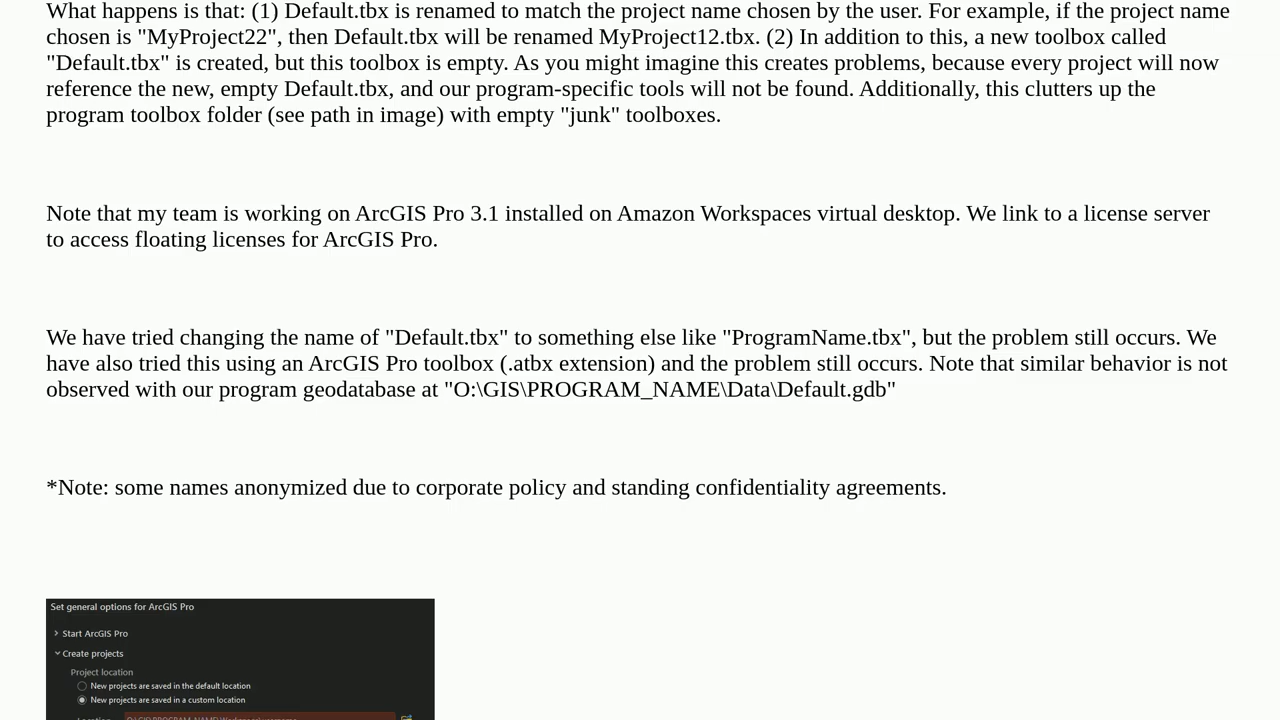 What happens is that: (1) Default.tbx is renamed to match the project name chosen by the user. For example, if the project name
chosen is "MyProject22", then Default.tbx will be renamed MyProject12.tbx. (2) In addition to this, a new toolbox called
"Default.tbx" is created, but this toolbox is empty. As you might imagine this creates problems, because every project will now
reference the new, empty Default.tbx, and our program-specific tools will not be found. Additionally, this clutters up the
program toolbox folder (see path in image) with empty "junk" toolboxes.
Note that my team is working on ArcGIS Pro 3.1 installed on Amazon Workspaces virtual desktop. We link to a license server
to access floating licenses for ArcGIS Pro.
We have tried changing the name of "Default.tbx" to something else like "ProgramName.tbx", but the problem still occurs. We
have also tried this using an ArcGIS Pro toolbox (.atbx extension) and the problem still occurs. Note that similar behavior is not
observed with our program geodatabase at "O:\GIS\PROGRAM_NAME\Data\Default.gdb"
*Note: some names anonymized due to corporate policy and standing confidentiality agreements.
Set general options for ArcGIS Pro
Start ArcGIS Pro
Create projects
Project location
New projects are saved in the default location
New projects are saved in a custom location